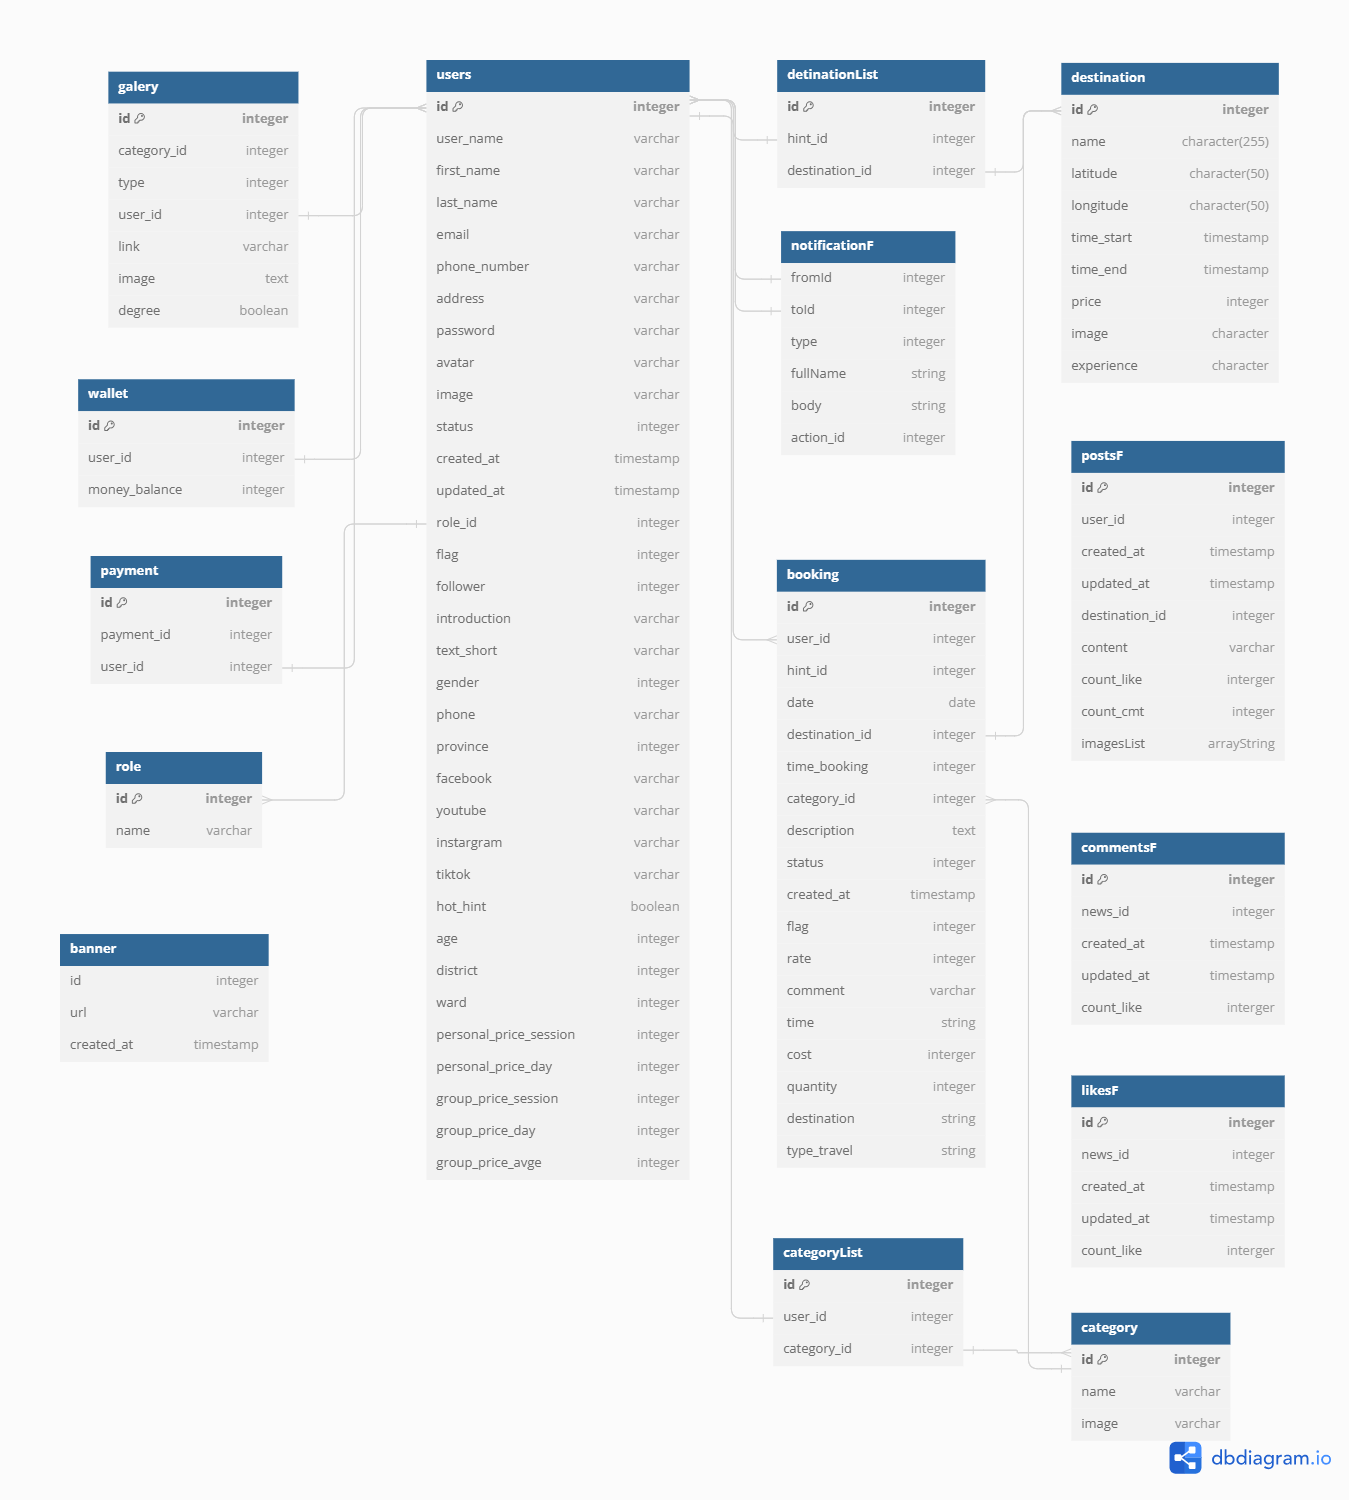 galery
id integer
category_id integer
type integer
user_id integer
link varchar
image text
degree boolean
wallet
id integer
user_id integer
money_balance integer
payment
id integer
payment_id integer
user_id integer
role
id integer
name varchar
banner
id integer
url varchar
created_at timestamp
users
id integer
user_name varchar
first_name varchar
last_name varchar
email varchar
phone_number varchar
address varchar
password varchar
avatar varchar
image varchar
status integer
created_at timestamp
updated_at timestamp
role_id integer
flag integer
follower integer
introduction varchar
text_short varchar
gender integer
phone varchar
province integer
facebook varchar
youtube varchar
instargram varchar
tiktok varchar
hot_hint boolean
age integer
district integer
ward integer
personal_price_session integer
personal_price_day integer
group_price_session integer
group_price_day integer
group_price_avge integer
detinationList
id integer
hint_id integer
destination_id integer
notificationF
fromId integer
toId integer
type integer
fullName string
body string
action_id integer
booking
id integer
user_id integer
hint_id integer
date date
destination_id integer
time_booking integer
category_id integer
description text
status integer
created_at timestamp
flag integer
rate integer
comment varchar
time string
cost interger
quantity integer
destination string
type_travel string
categoryList
id integer
user_id integer
category_id integer
destination
id integer
name character(255)
latitude character(50)
longitude character(50)
time_start timestamp
time_end timestamp
price integer
image character
experience character
postsF
id integer
user_id integer
created_at timestamp
updated_at timestamp
destination_id integer
content varchar
count_like interger
count_cmt integer
imagesList arrayString
commentsF
id integer
news_id integer
created_at timestamp
updated_at timestamp
count_like interger
likesF
id integer
news_id integer
created_at timestamp
updated_at timestamp
count_like interger
category
id integer
name varchar
image varchar
dbdiagram.io